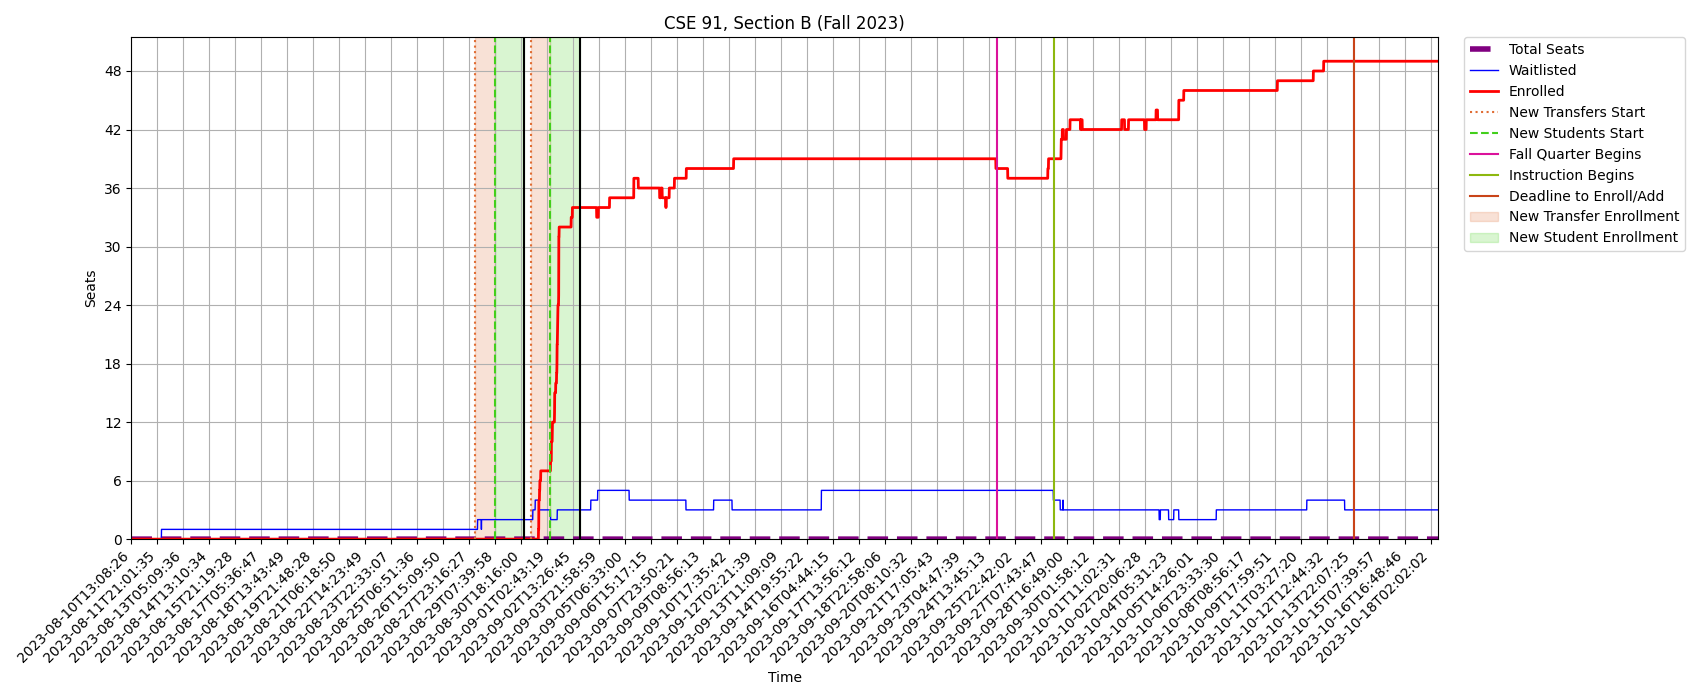 CSE 91, Section B (Fall 2023)
Seats
48
42
36
30
24
18
12
6
0
2023-08-10T13:08:26
2023-08-11T21:01:35
2023-08-13T05:09:36
2023-08-14T13:10:34
2023-08-15T21:19:28
2023-08-17T05:36:47
2023-08-18T13:43:49
2023-08-19T21:48:28
2023-08-21T06:18:50
2023-08-22T14:23:49
2023-08-23T22:33:07
2023-08-25T06:51:36
2023-08-26T15:09:50
2023-08-27T23:16:27
2023-08-29T07:39:58
2023-08-30T18:16:00
2023-09-01T02:43:19
2023-09-02T13:26:45
2023-09-03T21:58:59
2023-09-05T06:33:00
2023-09-06T15:17:15
2023-09-07T23:50:21
2023-09-09T08:56:13
2023-09-10T17:35:42
2023-09-12T02:21:39
2023-09-13T11:09:09
2023-09-14T19:55:22
2023-09-16T04:44:15
2023-09-17T13:56:12
2023-09-18T22:58:06
2023-09-20T08:10:32
2023-09-21T17:05:43
2023-09-23T04:47:39
2023-09-24T13:45:13
2023-09-25T22:42:02
2023-09-27T07:43:47
2023-09-28T16:49:00
2023-09-30T01:58:12
2023-10-01T11:02:31
2023-10-02T20:06:28
2023-10-04T05:31:23
2023-10-05T14:26:01
2023-10-06T23:33:30
2023-10-08T08:56:17
2023-10-09T17:59:51
2023-10-11T03:27:20
2023-10-12T12:44:32
2023-10-13T22:07:25
2023-10-15T07:39:57
2023-10-16T16:48:46
2023-10-18T02:02:02
Time
Total Seats
Waitlisted
Enrolled
New Transfers Start
New Students Start
Fall Quarter Begins
Instruction Begins
Deadline to Enroll/Add
New Transfer Enrollment
New Student Enrollment